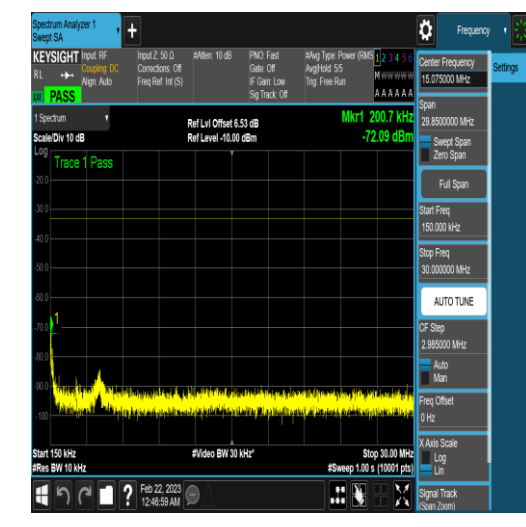 Spectrum Analyzer 1
Swept SA
Frequency
KEYSIGHT
RL
PASS
Input: RF
Coupling: DC
Align: Auto
Input Z: 50 Ω
Corrections: Off
Freq Ref: Int (S)
#Atten: 10 dB
PNO: Fast
Gate: Off
IF Gain: Low
Sig Track: Off
#Avg Type: Power (RMS
Avg|Hold: 5/5
Trig: Free Run
1 2 3 4 5 6
M W W W W W
A A A A A A
1 Spectrum
Scale/Div 10 dB
Log
Ref Lvl Offset 6.53 dB
Ref Level -10.00 dBm
Mkr1 200.7 kHz
-72.09 dBm
Trace 1 Pass
-20.0
-30.0
-40.0
-50.0
-60.0
-70.0
-80.0
-90.0
-100
1
Start 150 kHz
#Res BW 10 kHz
#Video BW 30 kHz*
Stop 30.00 MHz
#Sweep 1.00 s (10001 pts)
Feb 22, 2023
12:46:59 AM
Center Frequency
15.075000 MHz
Settings
Span
29.8500000 MHz
Swept Span
Zero Span
Full Span
Start Freq
150.000 kHz
Stop Freq
30.000000 MHz
AUTO TUNE
CF Step
2.985000 MHz
Auto
Man
Freq Offset
0 Hz
X Axis Scale
Log
Lin
Signal Track
(Span Zoom)